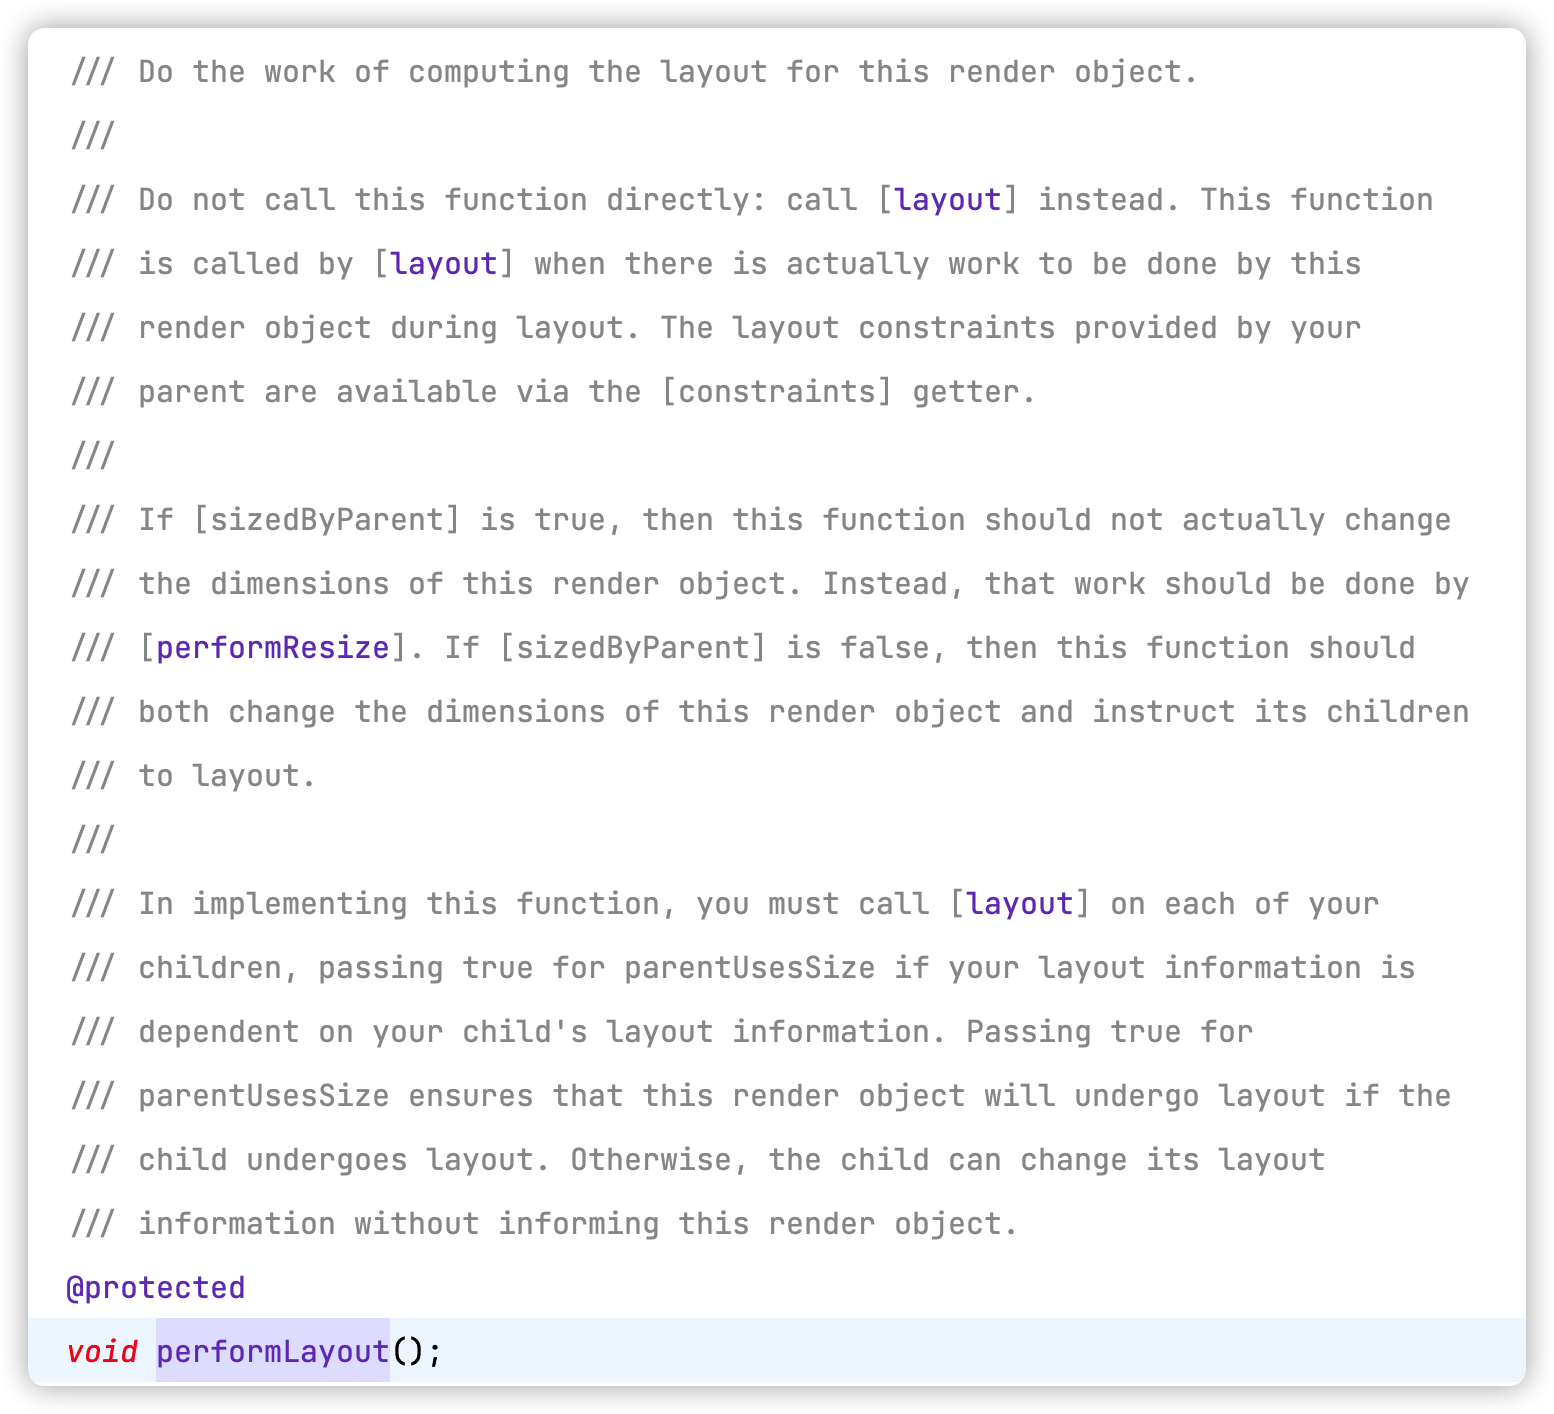 /// Do the work of computing the layout for this render object.
///
/// Do not call this function directly: call [layout] instead. This function
/// is called by [layout] when there is actually work to be done by this
/// render object during layout. The layout constraints provided by your
/// parent are available via the [constraints] getter.
///
/// If [sizedByParent] is true, then this function should not actually change
/// the dimensions of this render object. Instead, that work should be done by
/// [performResize]. If [sizedByParent] is false, then this function should
/// both change the dimensions of this render object and instruct its children
/// to layout.
///
/// In implementing this function, you must call [layout] on each of your
/// children, passing true for parentUsesSize if your layout information is
/// dependent on your child's layout information. Passing true for
/// parentUsesSize ensures that this render object will undergo layout if the
/// child undergoes layout. Otherwise, the child can change its layout
/// information without informing this render object.
@protected
void performLayout();